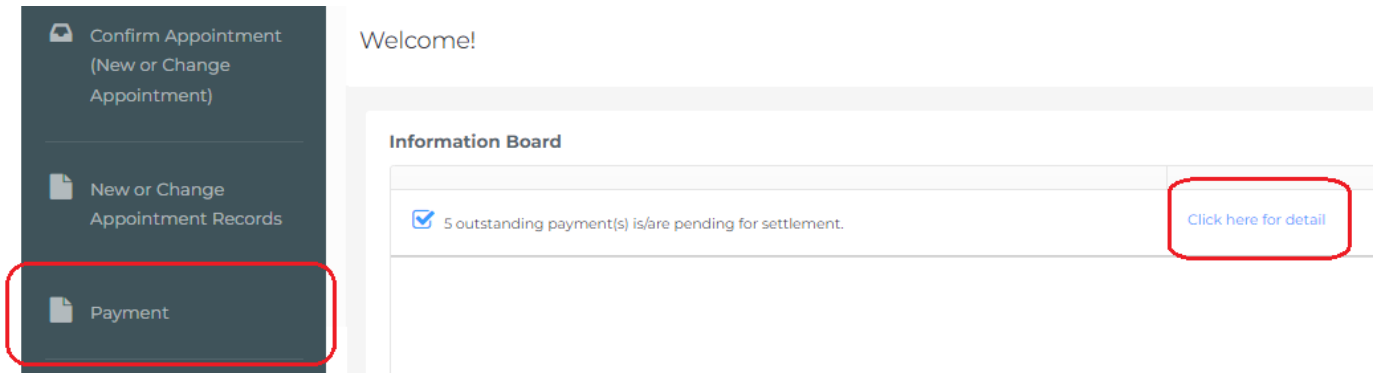 Confirm Appointment
(New or Change
Appointment)
New or Change
Appointment Records
Payment
Welcome!
Information Board
5 outstanding payment(s) is/are pending for settlement.
Click here for detail